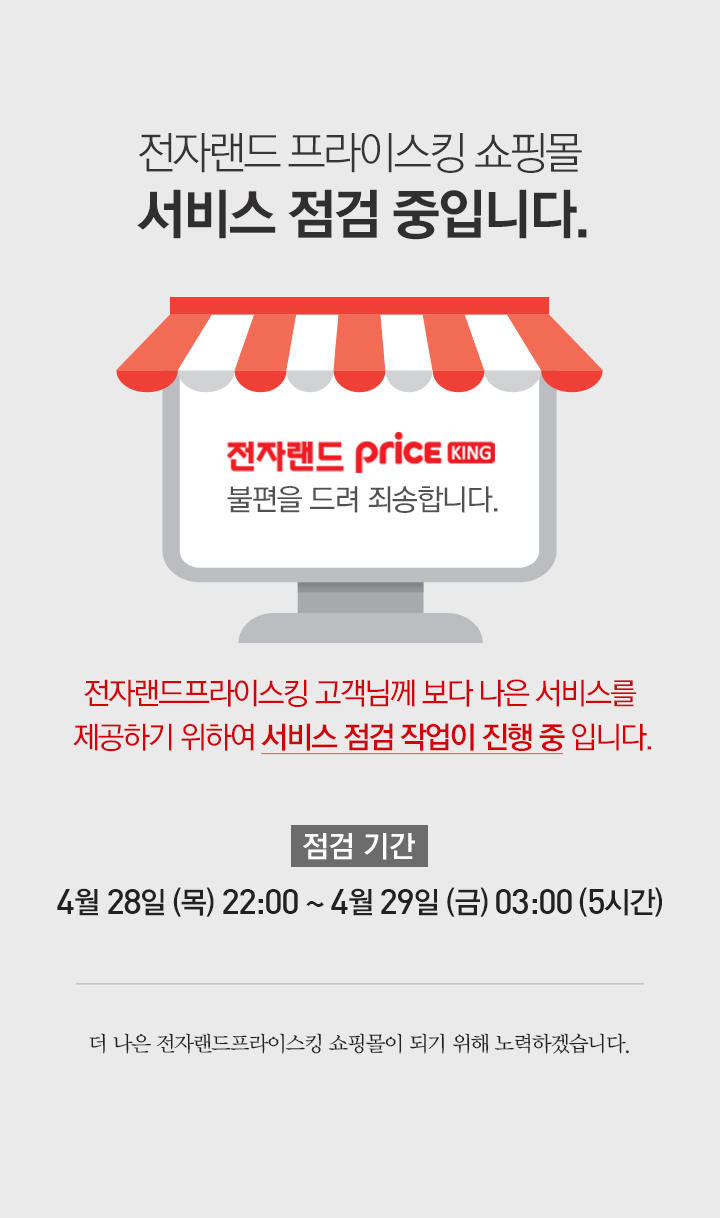 전자랜드 프라이스킹 쇼핑몰
서비스 점검 중입니다.
전자랜드 priCE KING
불편을 드려 죄송합니다.
전자랜드프라이스킹 고객님께 보다 나은 서비스를
제공하기 위하여 서비스 점검 작업이 진행 중 입니다.
점검 기간
4월 28일 (목) 22:00 ~ 4월 29일 (금) 03:00 (5시간)
더 나은 전자랜드프라이스킹 쇼핑몰이 되기 위해 노력하겠습니다.